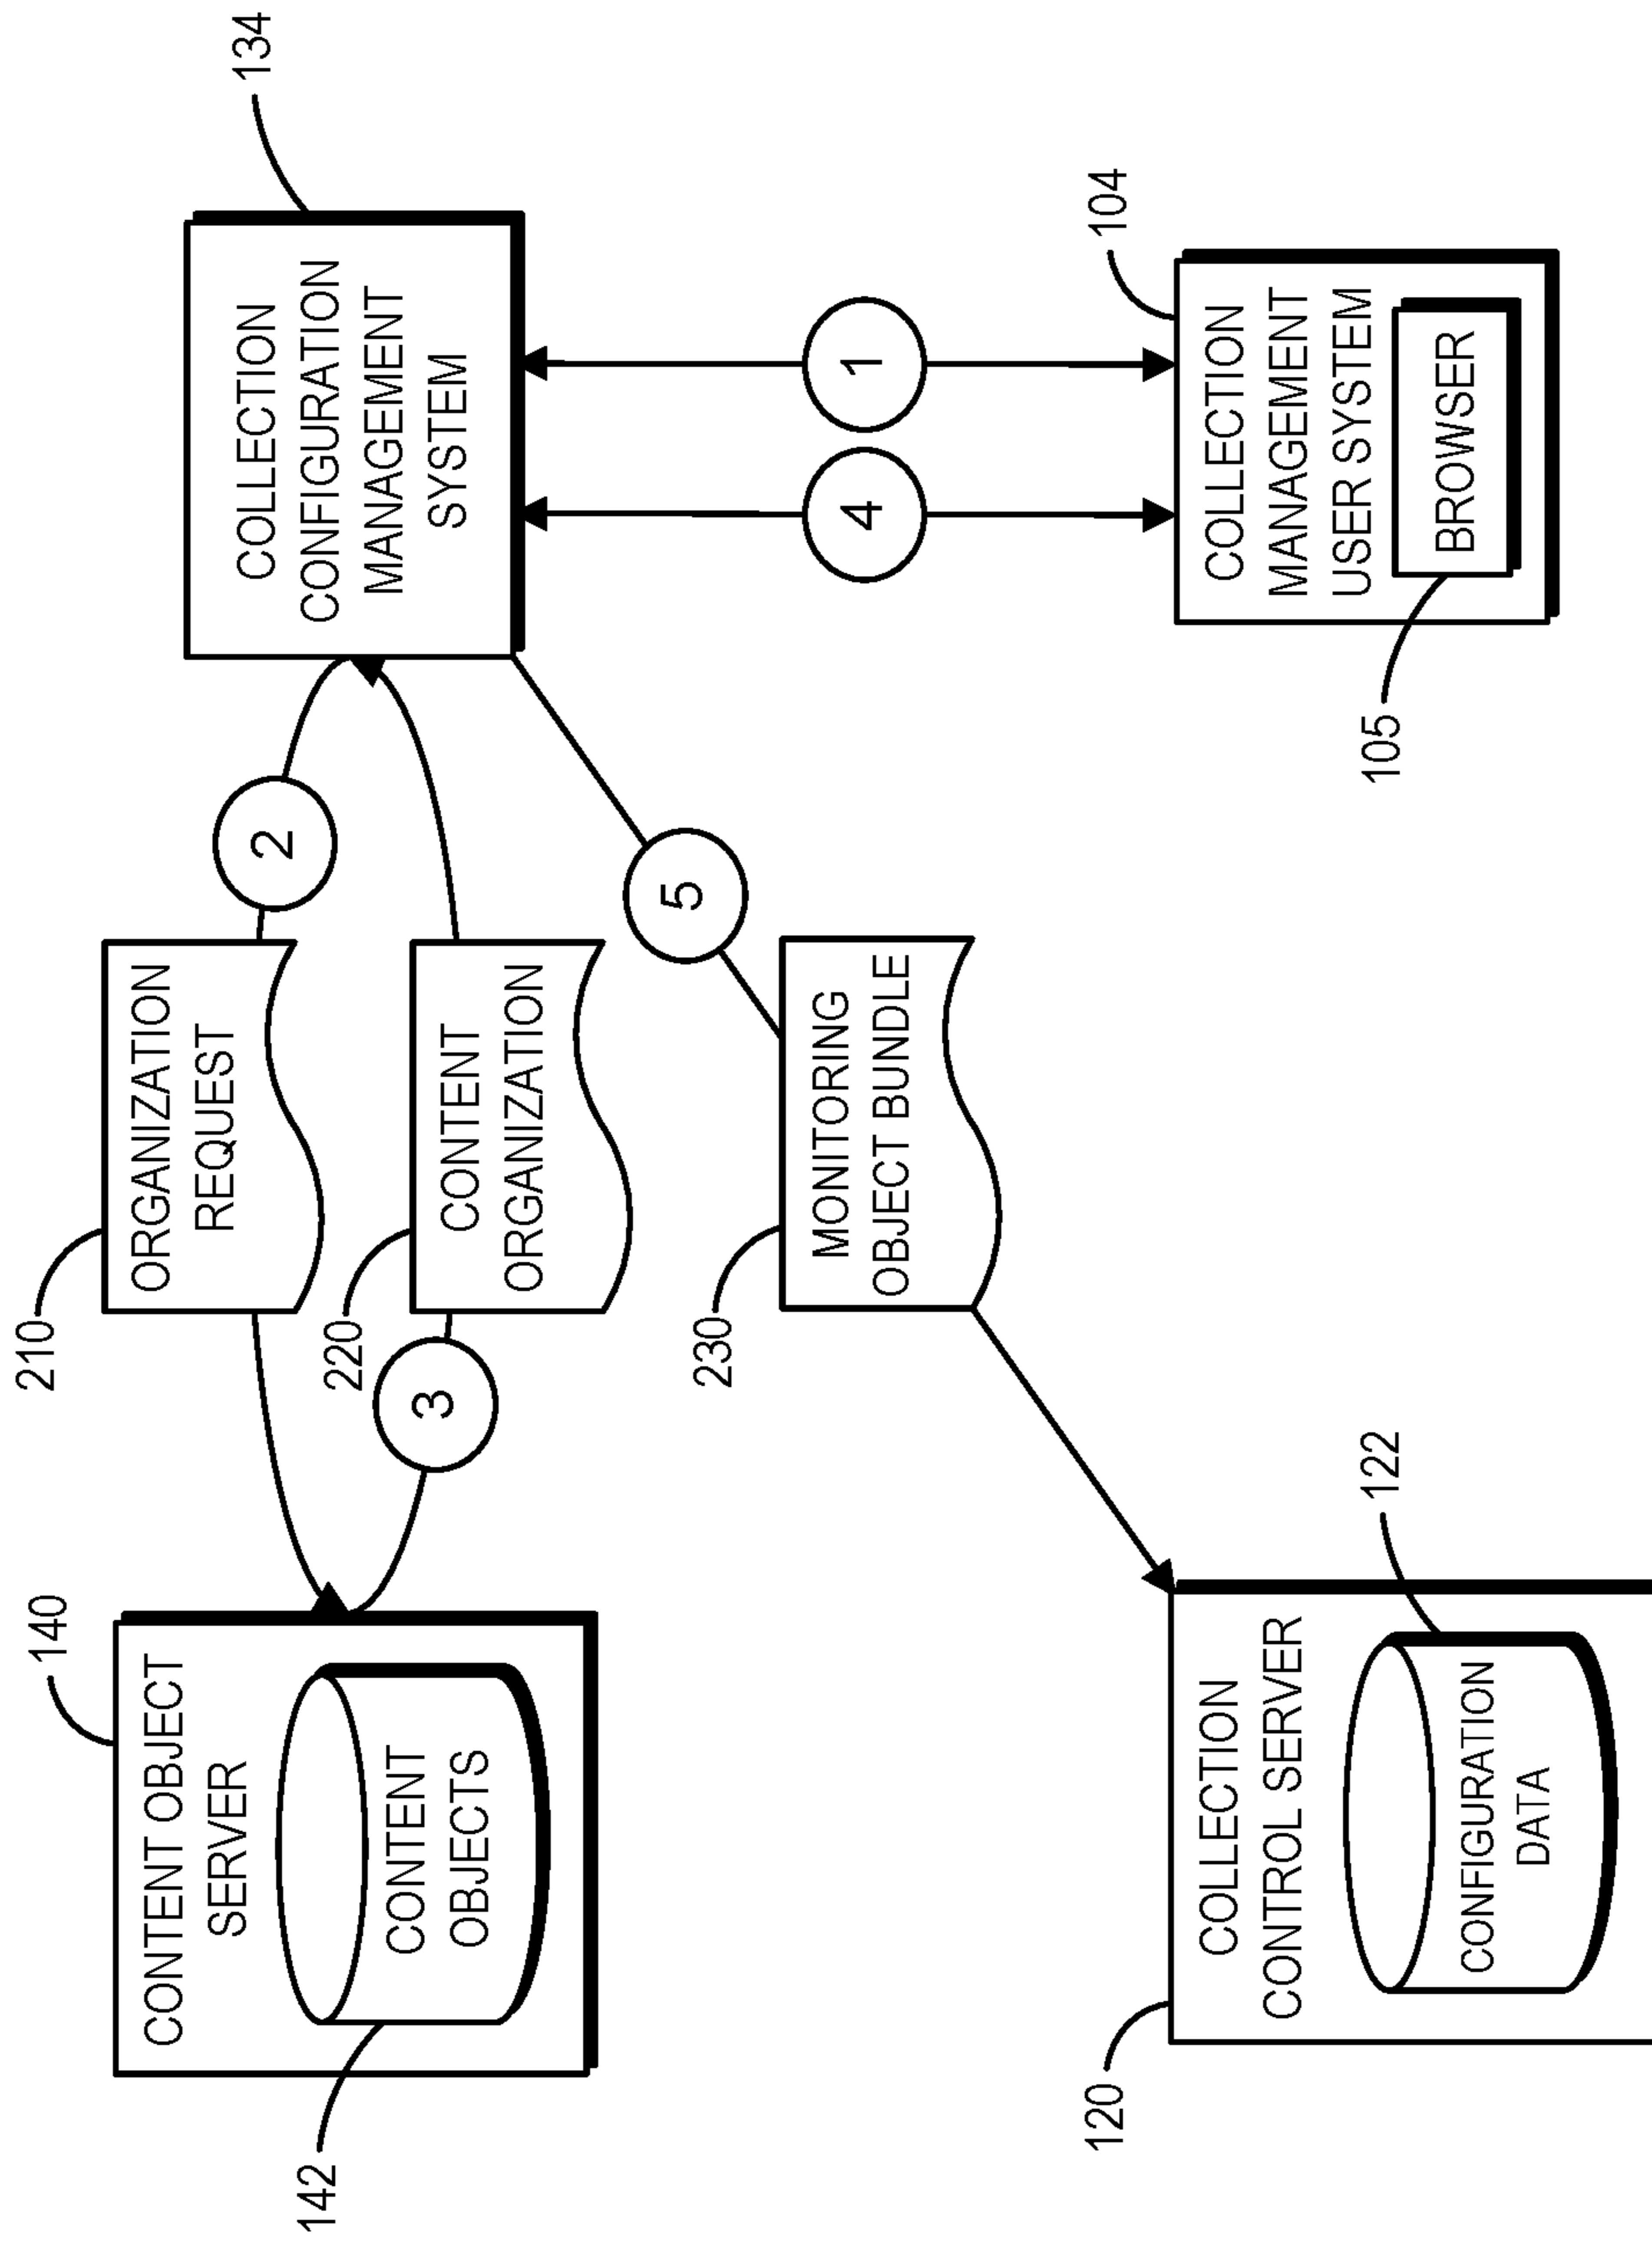 140
CONTENT OBJECT
SERVER
CONTENT
OBJECTS
142
210
ORGANIZATION
REQUEST
2
220
CONTENT
ORGANIZATION
3
134
COLLECTION
CONFIGURATION
MANAGEMENT
SYSTEM
230
MONITORING
OBJECT BUNDLE
5
4
1
120
COLLECTION
CONTROL SERVER
CONFIGURATION
DATA
122
104
COLLECTION
MANAGEMENT
USER SYSTEM
BROWSER
105